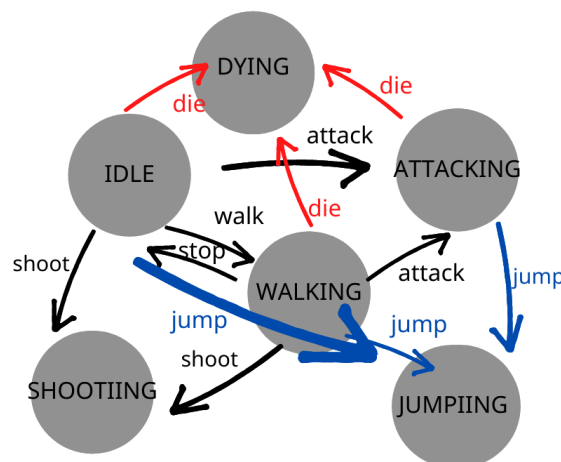 DYING
die
die
attack
IDLE
ATTACKING
walk
die
stop
shoot
attack
jump
WALKING
jump
jump
shoot
SHOOTIING
JUMPIING